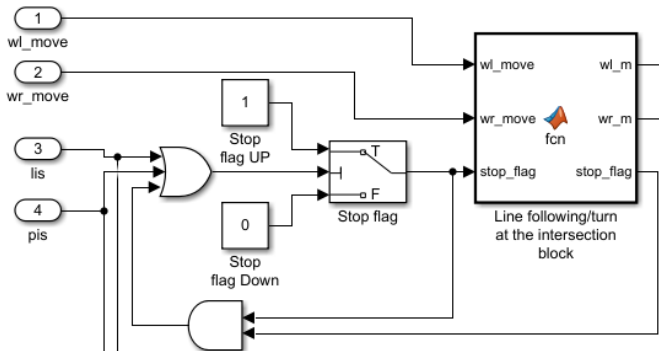 1
wl_move
2
wr_move
3
lis
4
pis
1
Stop
flag UP
0
Stop
flag Down
T
F
Stop flag
wl_move
wr_move
stop_flag
fcn
wl_m
wr_m
stop_flag
Line following/turn
at the intersection
block